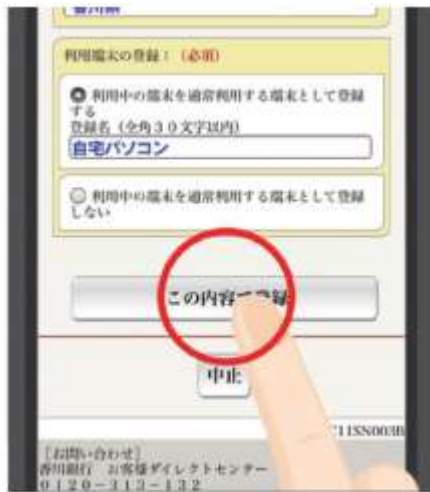 香川県
利用端末の登録：（必須）
利用中の端末を通常利用する端末として登録
する
登録名（全角３０文字以内）
自宅パソコン
利用中の端末を通常利用する端末として登録
しない
この内容で登録
中止
11SN003B
［お問い合わせ］
香川銀行　お客様ダイレクトセンター
０１２０－３１３－１３２